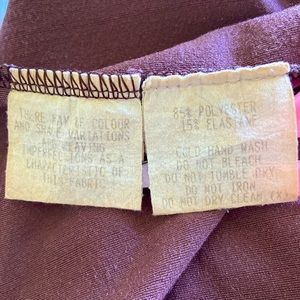 THERE MAY BE COLOUR
AND SHADE VARIATIONS
AND WEAVING
IMPERFECTIONS AS A
CHARACTERISTIC OF
THIS FABRIC
85% POLYESTER
15% ELASTANE
COLD HAND WASH
DO NOT BLEACH
DO NOT TUMBLE DRY
DO NOT IRON
DO NOT DRY CLEAN (X)